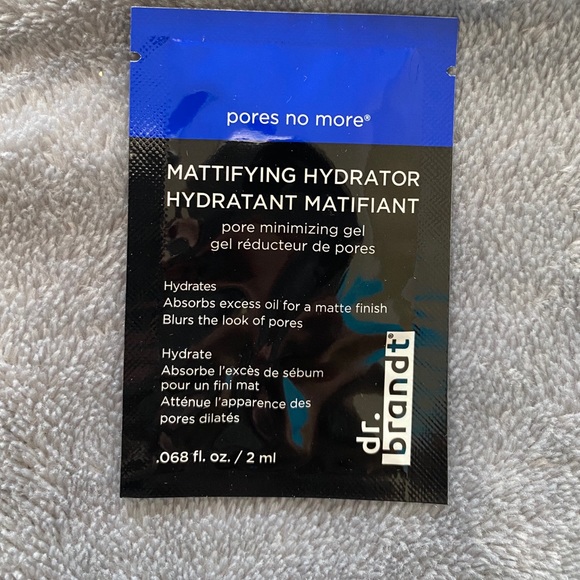 pores no more®
MATTIFYING HYDRATOR
HYDRATANT MATIFIANT
pore minimizing gel
gel réducteur de pores
Hydrates
Absorbs excess oil for a matte finish
Blurs the look of pores
Hydrate
Absorbe l'excès de sébum
pour un fini mat
Atténue l'apparence des
pores dilatés
.068 fl. oz. / 2 ml
dr.
brandt®